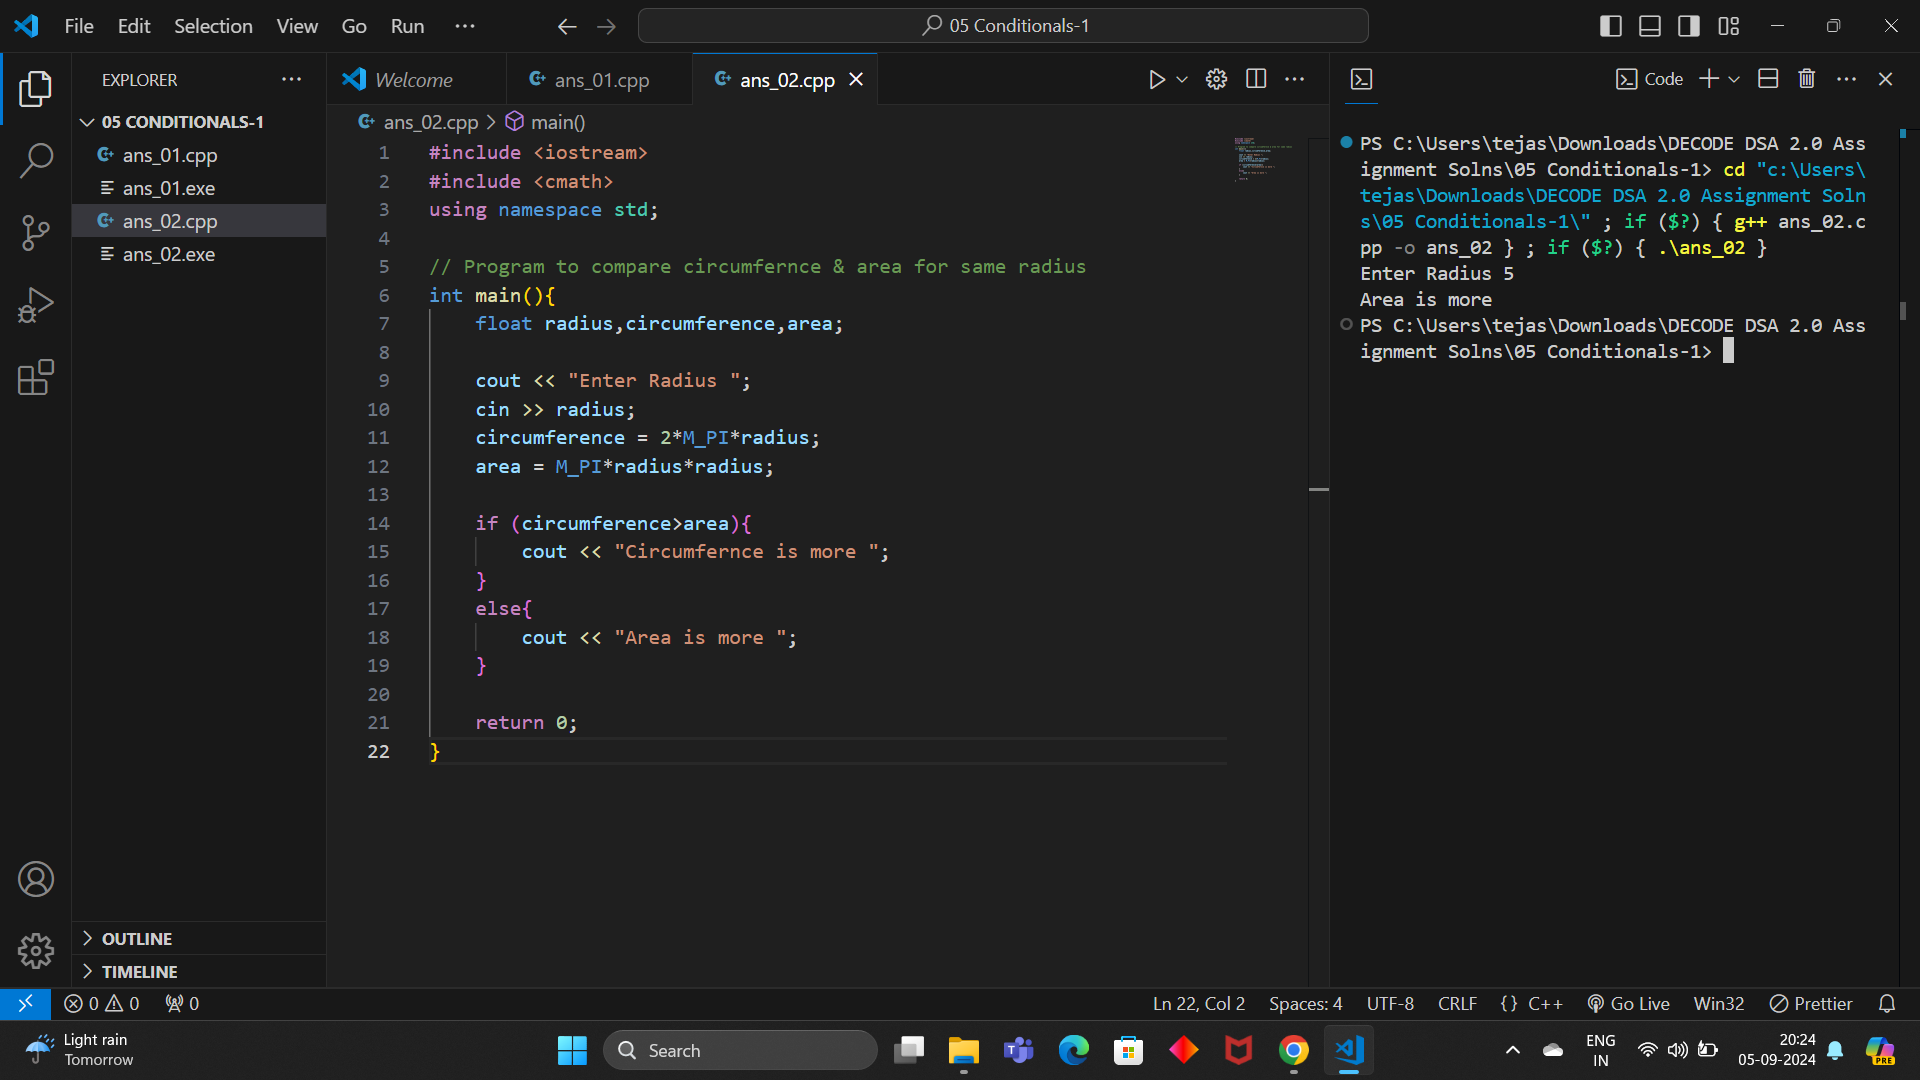 File Edit Selection View Go Run ···
05 Conditionals-1
EXPLORER
05 CONDITIONALS-1
ans_01.cpp
ans_01.exe
ans_02.cpp
ans_02.exe
OUTLINE
TIMELINE
Welcome ans_01.cpp ans_02.cpp
ans_02.cpp > main()
1 #include <iostream>
2 #include <cmath>
3 using namespace std;
4
5 // Program to compare circumfernce & area for same radius
6 int main(){
7 float radius,circumference,area;
8
9 cout << "Enter Radius ";
10 cin >> radius;
11 circumference = 2*M_PI*radius;
12 area = M_PI*radius*radius;
13
14 if (circumference>area){
15 cout << "Circumfernce is more ";
16 }
17 else{
18 cout << "Area is more ";
19 }
20
21 return 0;
22 }
Code
PS C:\Users\tejas\Downloads\DECODE DSA 2.0 Ass
ignment Solns\05 Conditionals-1> cd "c:\Users\
tejas\Downloads\DECODE DSA 2.0 Assignment Soln
s\05 Conditionals-1\" ; if ($?) { g++ ans_02.c
pp -o ans_02 } ; if ($?) { .\ans_02 }
Enter Radius 5
Area is more
PS C:\Users\tejas\Downloads\DECODE DSA 2.0 Ass
ignment Solns\05 Conditionals-1>
0 0 0
Ln 22, Col 2 Spaces: 4 UTF-8 CRLF {} C++ Go Live Win32 Prettier
Light rain
Tomorrow
Search
ENG
IN
20:24
05-09-2024
PRE